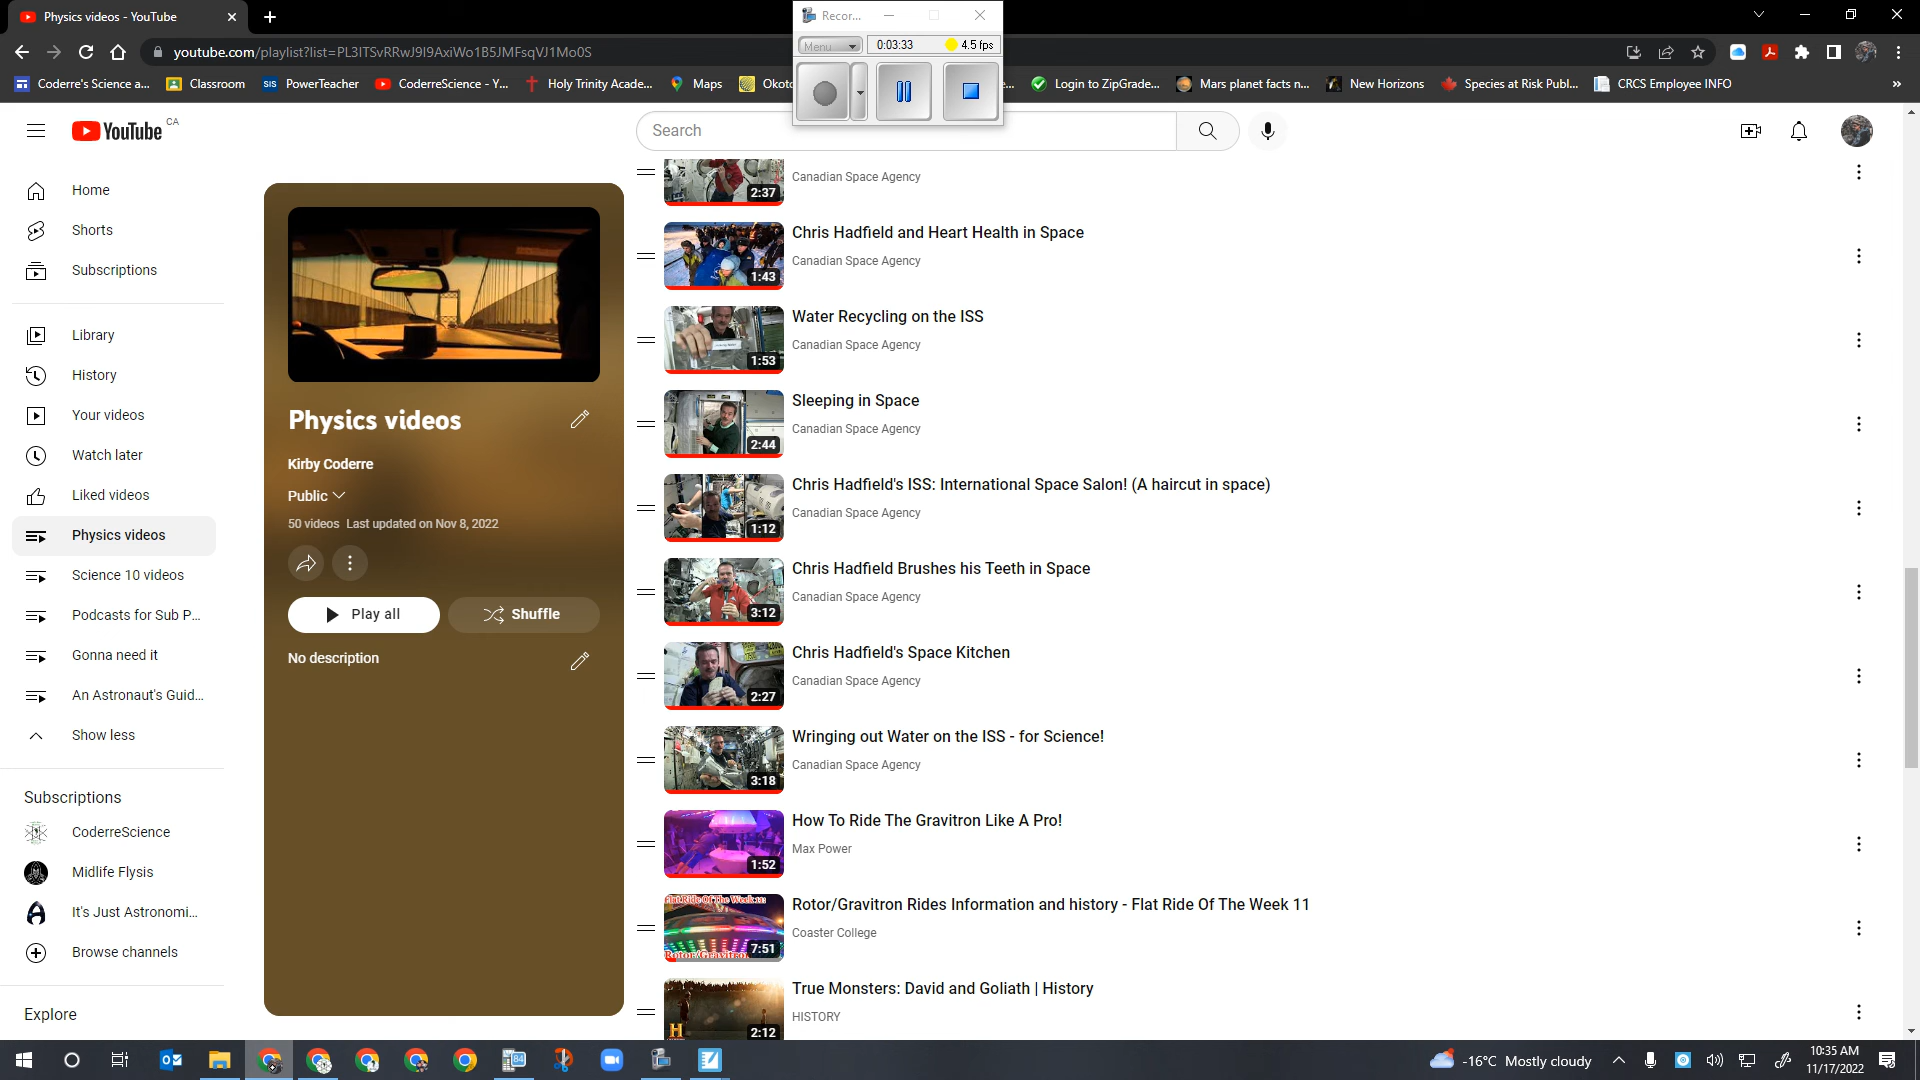 Physics videos - YouTube
Recor...
youtube.com/playlist?list=PL3ITSvRRwJ9I9AxiWo1B5JMFsqVJ1Mo0S
Menu
0:03:33
4.5 fps
Coderre's Science a...
Classroom
SIS
PowerTeacher
CoderreScience - Y...
Holy Trinity Acade...
Maps
Login to ZipGrade...
Mars planet facts n...
New Horizons
Species at Risk Publ...
CRCS Employee INFO
YouTube
CA
Search
Home
Shorts
Subscriptions
Library
History
Your videos
Watch later
Liked videos
Physics videos
Science 10 videos
Podcasts for Sub P...
Gonna need it
An Astronaut's Guid...
Show less
Subscriptions
CoderreScience
Midlife Flysis
It's Just Astronomi...
Browse channels
Explore
Physics videos
Kirby Coderre
Public
50 videos Last updated on Nov 8, 2022
Play all
Shuffle
No description
2:37
Canadian Space Agency
1:43
Chris Hadfield and Heart Health in Space
Canadian Space Agency
1:53
Water Recycling on the ISS
Canadian Space Agency
2:44
Sleeping in Space
Canadian Space Agency
1:12
Chris Hadfield's ISS: International Space Salon! (A haircut in space)
Canadian Space Agency
3:12
Chris Hadfield Brushes his Teeth in Space
Canadian Space Agency
2:27
Chris Hadfield's Space Kitchen
Canadian Space Agency
3:18
Wringing out Water on the ISS - for Science!
Canadian Space Agency
1:52
How To Ride The Gravitron Like A Pro!
Max Power
Flat Ride Of The Week 11:
Rotor/Gravitron
7:51
Rotor/Gravitron Rides Information and history - Flat Ride Of The Week 11
Coaster College
H
2:12
True Monsters: David and Goliath | History
HISTORY
84
-16°C Mostly cloudy
10:35 AM
11/17/2022